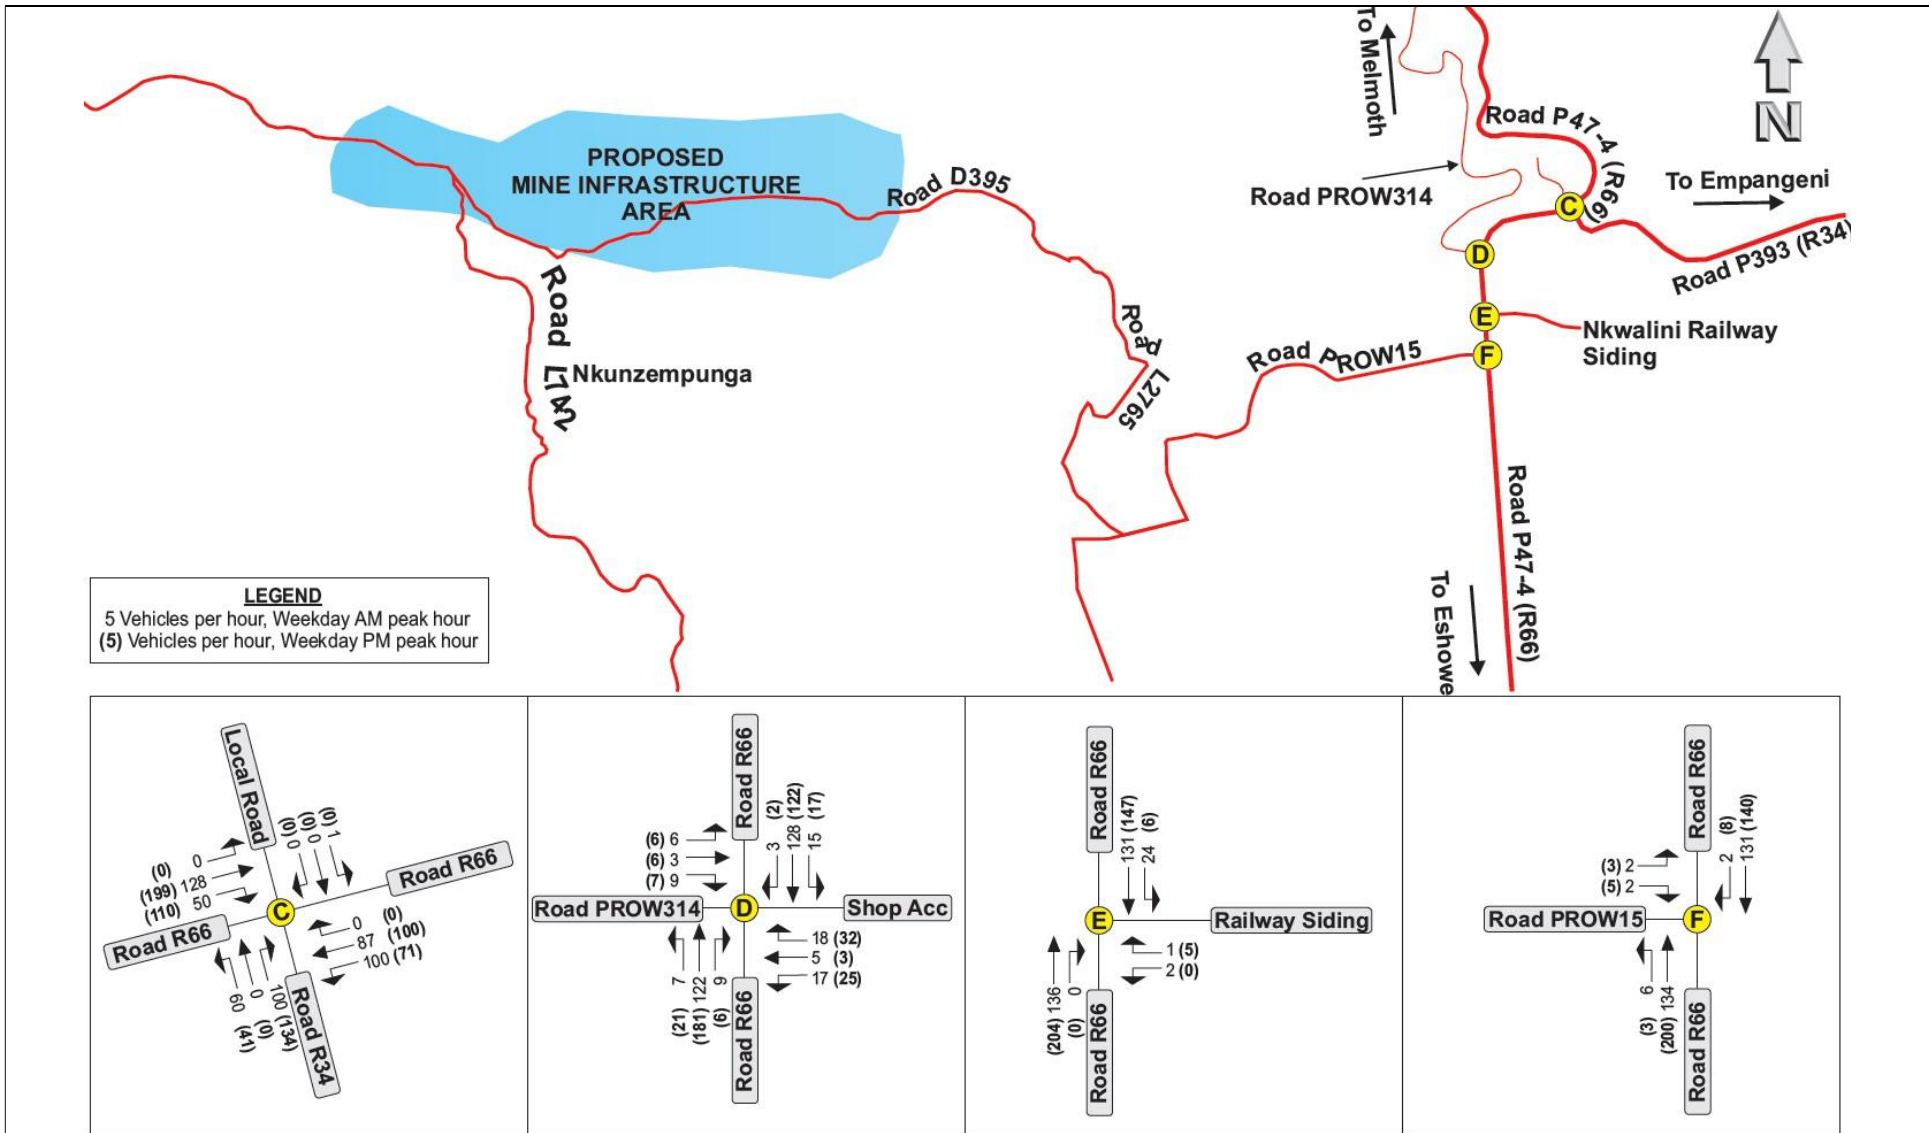 To Melmoth
N
Road P47-4 (R66)
To Empangeni
Road PROW314
C
Road P393 (R34)
D
E
Nkwalini Railway
Siding
F
Road PROW15
PROPOSED
MINE INFRASTRUCTURE
AREA
Road D395
Road L742
Nkunzempunga
Road L2765
Road P47-4 (R66)
To Eshowe
LEGEND
5 Vehicles per hour, Weekday AM peak hour
(5) Vehicles per hour, Weekday PM peak hour
Local Road
(0) 0
(0) 0
(0) 1
(0) 0
(199) 128
(110) 50
Road R66
C
Road R66
0 (0)
87 (100)
100 (71)
60 (41)
0 (0)
100 (134)
Road R34
Road R66
3 (2)
128 (122)
15 (17)
(6) 6
(6) 3
(7) 9
Road PROW314
D
Shop Acc
18 (32)
5 (3)
17 (25)
(21) 7
(181) 122
(6) 9
Road R66
Road R66
131 (147)
24 (6)
E
Railway Siding
1 (5)
2 (0)
(204) 136
(0) 0
Road R66
Road R66
2 (8)
131 (140)
(3) 2
(5) 2
Road PROW15
F
(3) 6
(200) 134
Road R66